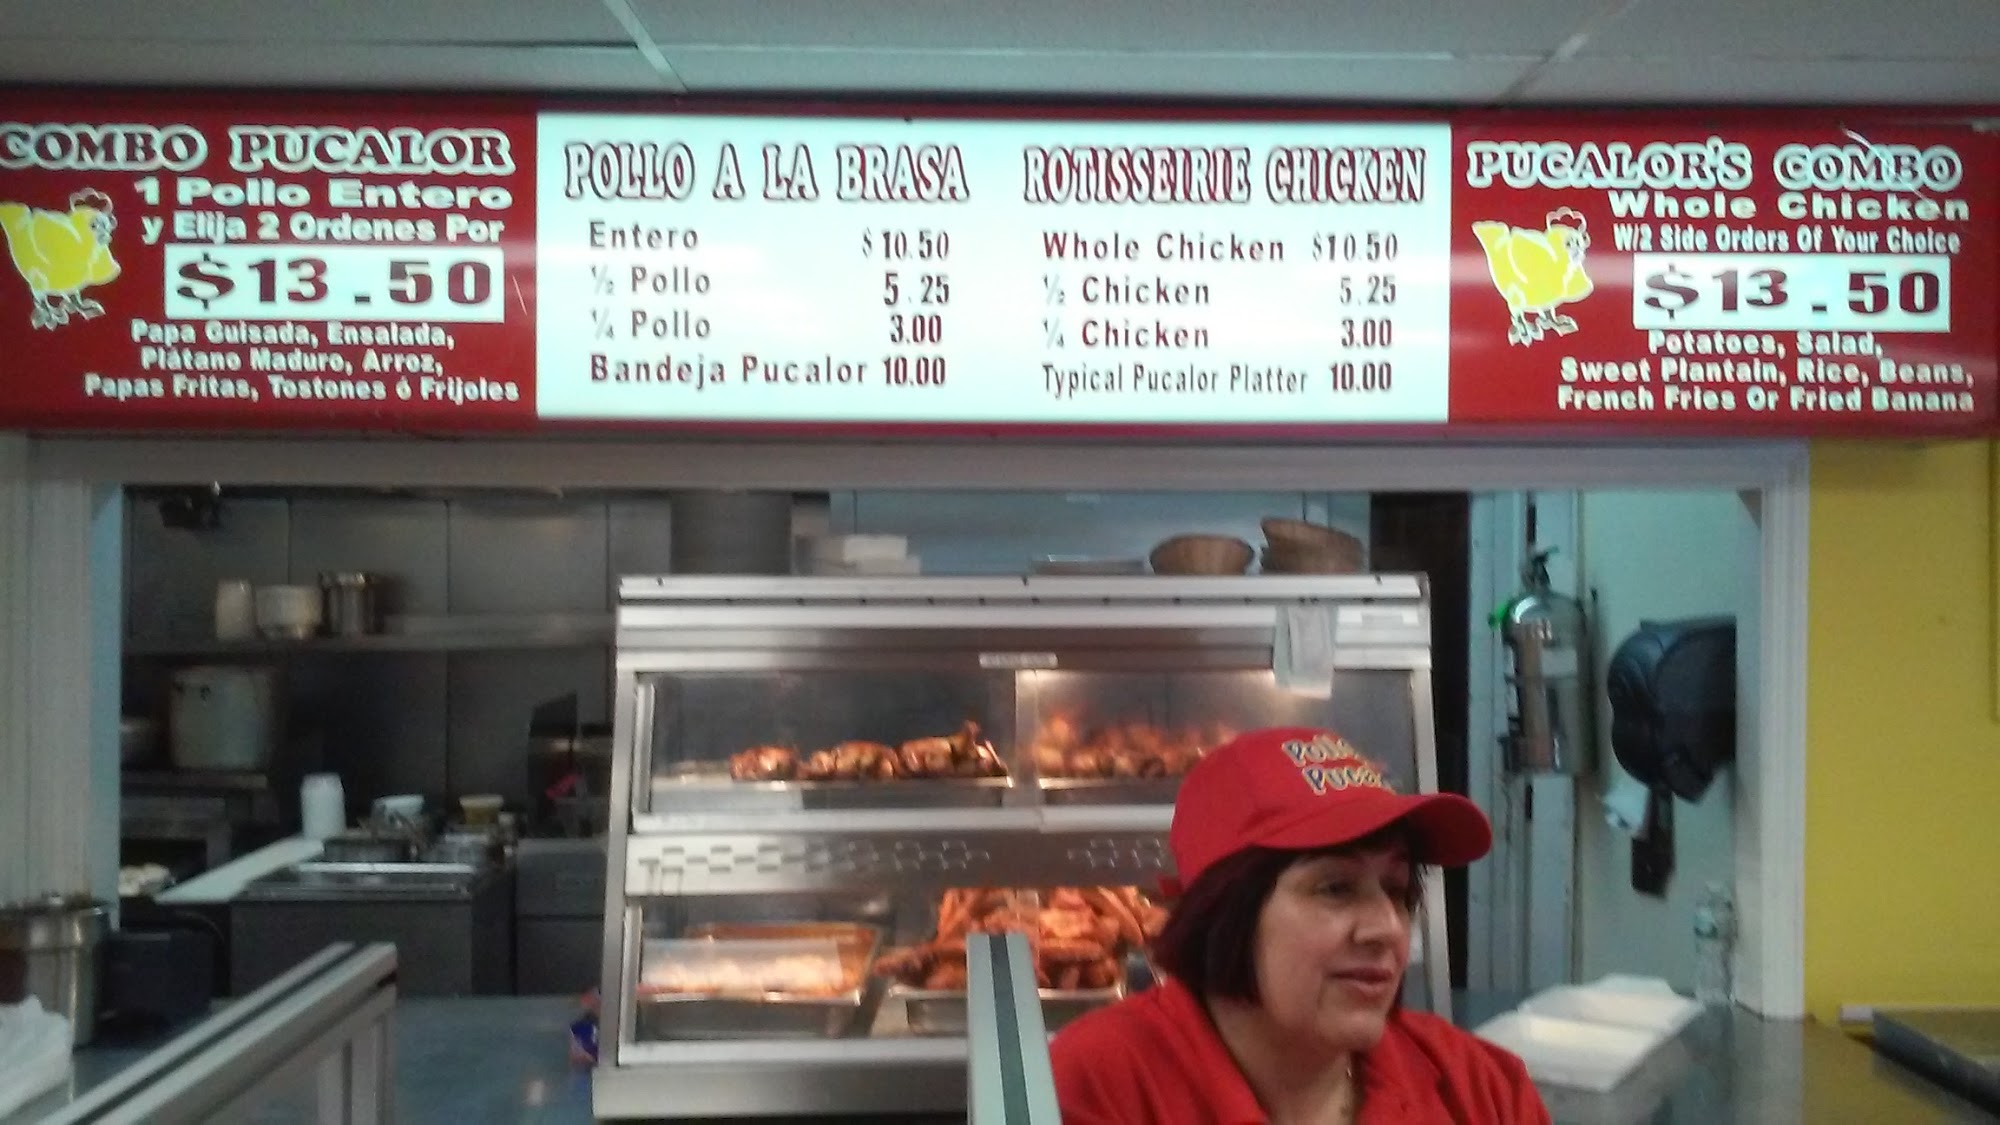 COMBO PUCALOR
1 Pollo Entero
y Elija 2 Ordenes Por
$13.50
Papa Guisada, Ensalada,
Plátano Maduro, Arroz,
Papas Fritas, Tostones ó Frijoles
POLLO A LA BRASA
Entero $10.50
½ Pollo 5.25
¼ Pollo 3.00
Bandeja Pucalor 10.00
ROTISSEIRIE CHICKEN
Whole Chicken $10.50
½ Chicken 5.25
¼ Chicken 3.00
Typical Pucalor Platter 10.00
PUCALOR'S COMBO
Whole Chicken
W/2 Side Orders Of Your Choice
$13.50
Potatoes, Salad,
Sweet Plantain, Rice, Beans,
French Fries Or Fried Banana